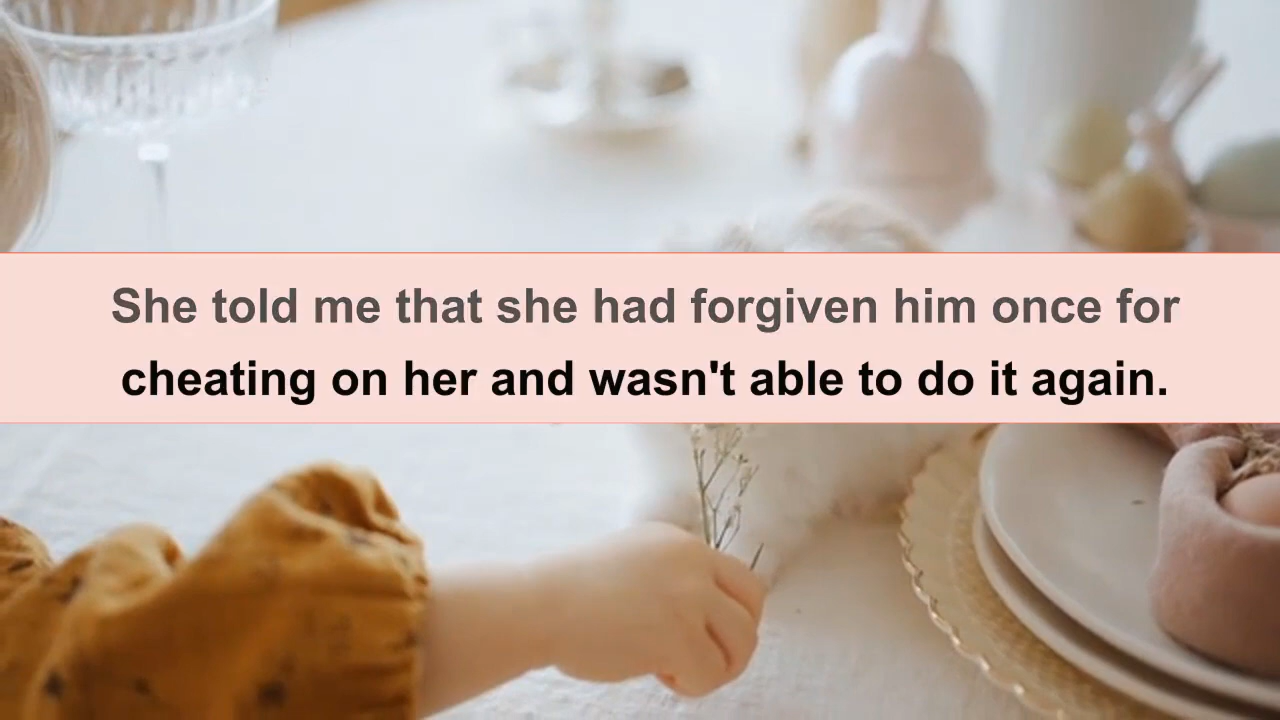 She told me that she had forgiven him once for
cheating on her and wasn't able to do it again.